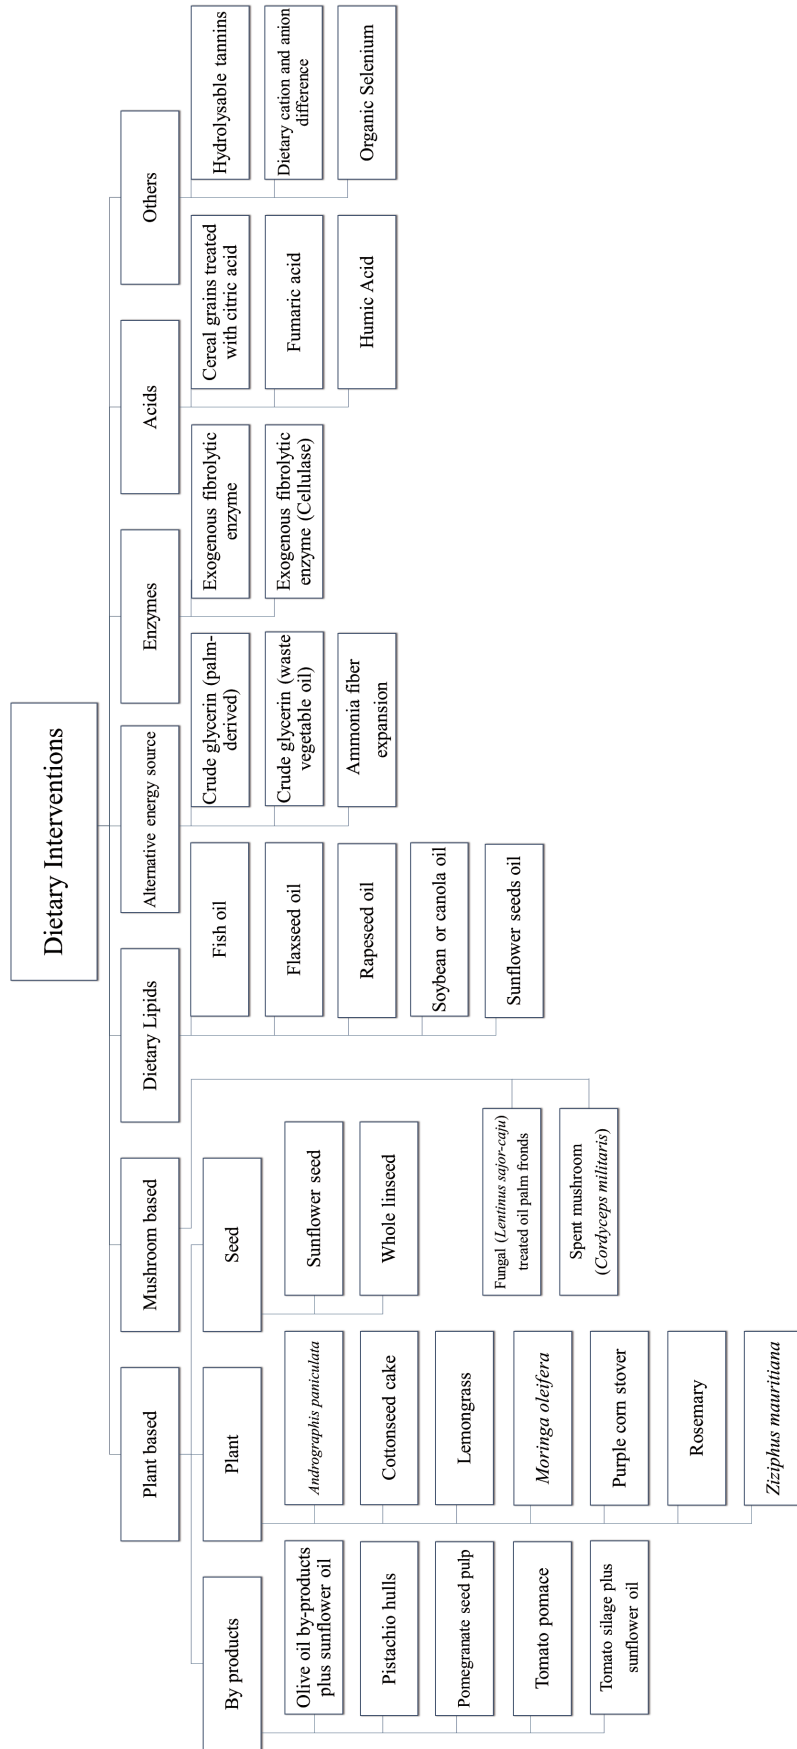 Dietary Interventions
Plant based
Mushroom based
Dietary Lipids
Alternative energy source
Enzymes
Acids
Others
By products
Plant
Seed
Olive oil by-products
plus sunflower oil
Pistachio hulls
Pomegranate seed pulp
Tomato pomace
Tomato silage plus
sunflower oil
Andrographis paniculata
Cottonseed cake
Lemongrass
Moringa oleifera
Purple corn stover
Rosemary
Ziziphus mauritiana
Sunflower seed
Whole linseed
Fungal (Lentinus sajor-caju)
treated oil palm fronds
Spent mushroom
(Cordyceps militaris)
Fish oil
Flaxseed oil
Rapeseed oil
Soybean or canola oil
Sunflower seeds oil
Crude glycerin (palm-
derived)
Crude glycerin (waste
vegetable oil)
Ammonia fiber
expansion
Exogenous fibrolytic
enzyme
Exogenous fibrolytic
enzyme (Cellulase)
Cereal grains treated
with citric acid
Fumaric acid
Humic Acid
Hydrolysable tannins
Dietary cation and anion
difference
Organic Selenium